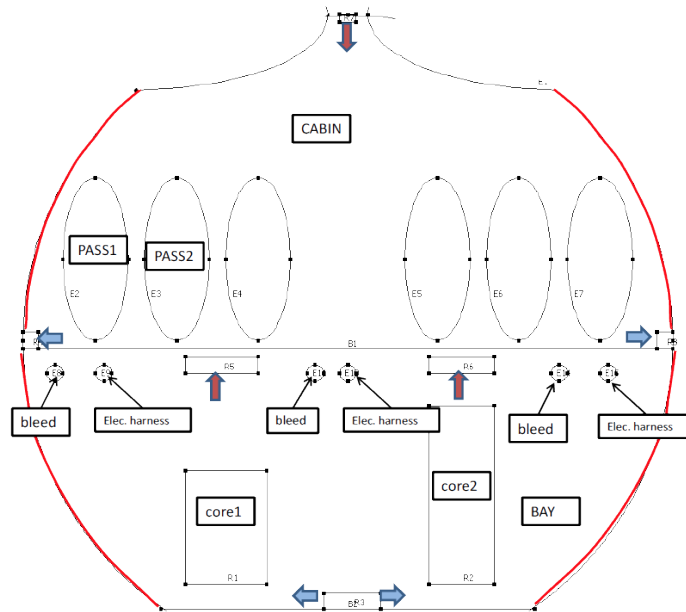 CABIN
PASS1
PASS2
E2
E3
E4
E5
E6
E7
B1
R5
R6
bleed
Elec. harness
bleed
Elec. harness
bleed
Elec. harness
core1
core2
BAY
R1
R2
R3